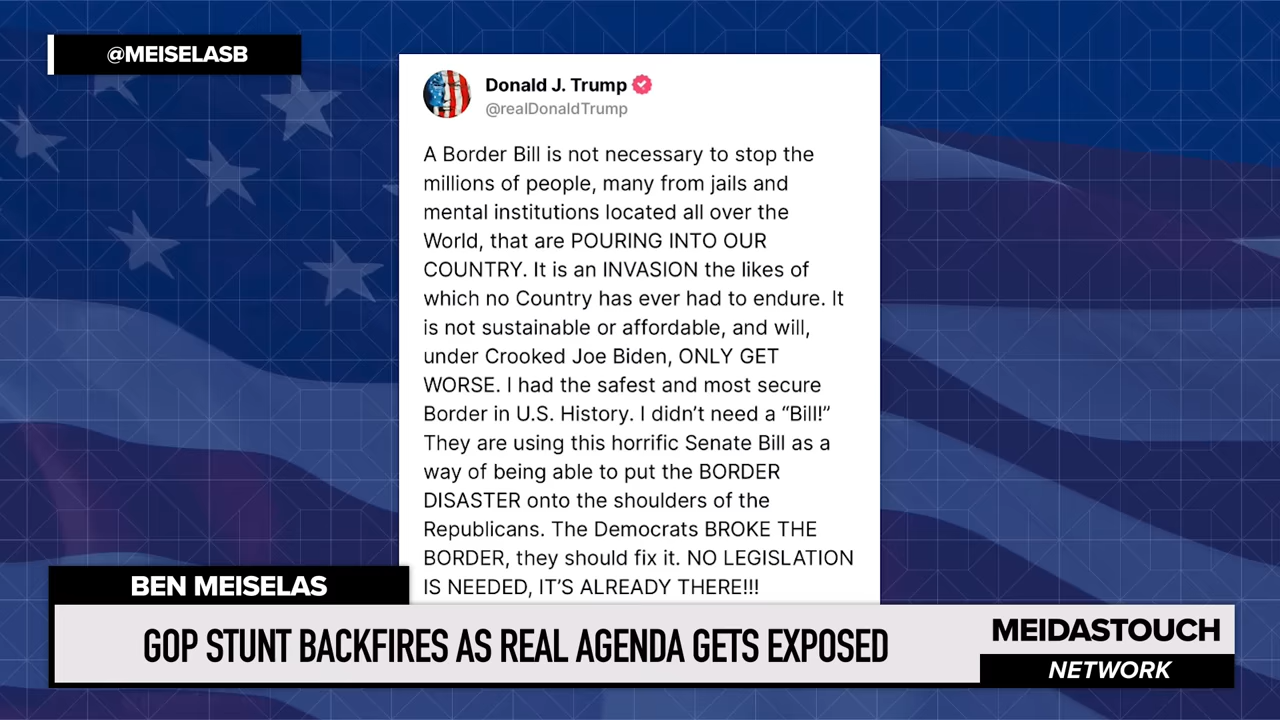 @MEISELASB
Donald J. Trump
@realDonaldTrump
A Border Bill is not necessary to stop the
millions of people, many from jails and
mental institutions located all over the
World, that are POURING INTO OUR
COUNTRY. It is an INVASION the likes of
which no Country has ever had to endure. It
is not sustainable or affordable, and will,
under Crooked Joe Biden, ONLY GET
WORSE. I had the safest and most secure
Border in U.S. History. I didn’t need a “Bill!”
They are using this horrific Senate Bill as a
way of being able to put the BORDER
DISASTER onto the shoulders of the
Republicans. The Democrats BROKE THE
BORDER, they should fix it. NO LEGISLATION
IS NEEDED, IT’S ALREADY THERE!!!
BEN MEISELAS
GOP STUNT BACKFIRES AS REAL AGENDA GETS EXPOSED
MEIDASTOUCH
NETWORK